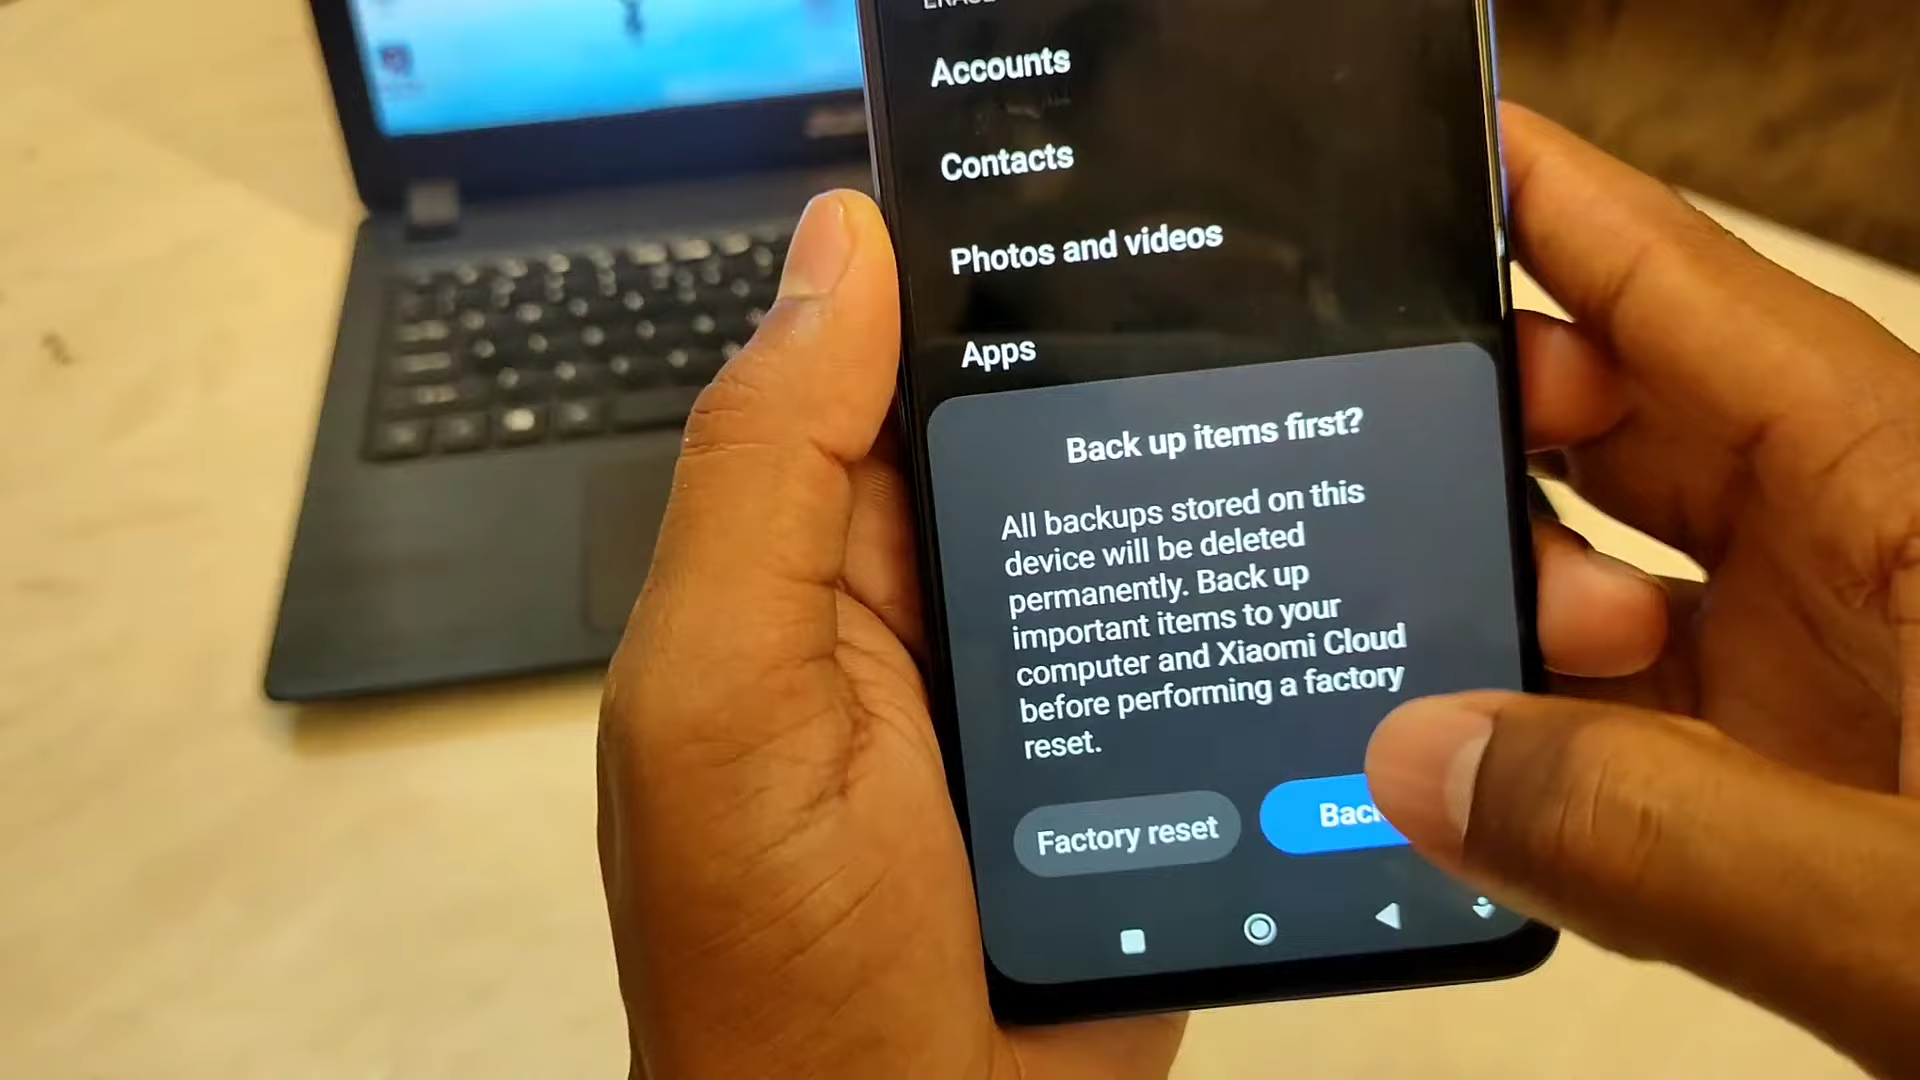 Accounts
Contacts
Photos and videos
Apps
Back up items first?
All backups stored on this
device will be deleted
permanently. Back up
important items to your
computer and Xiaomi Cloud
before performing a factory
reset.
Factory reset
Back